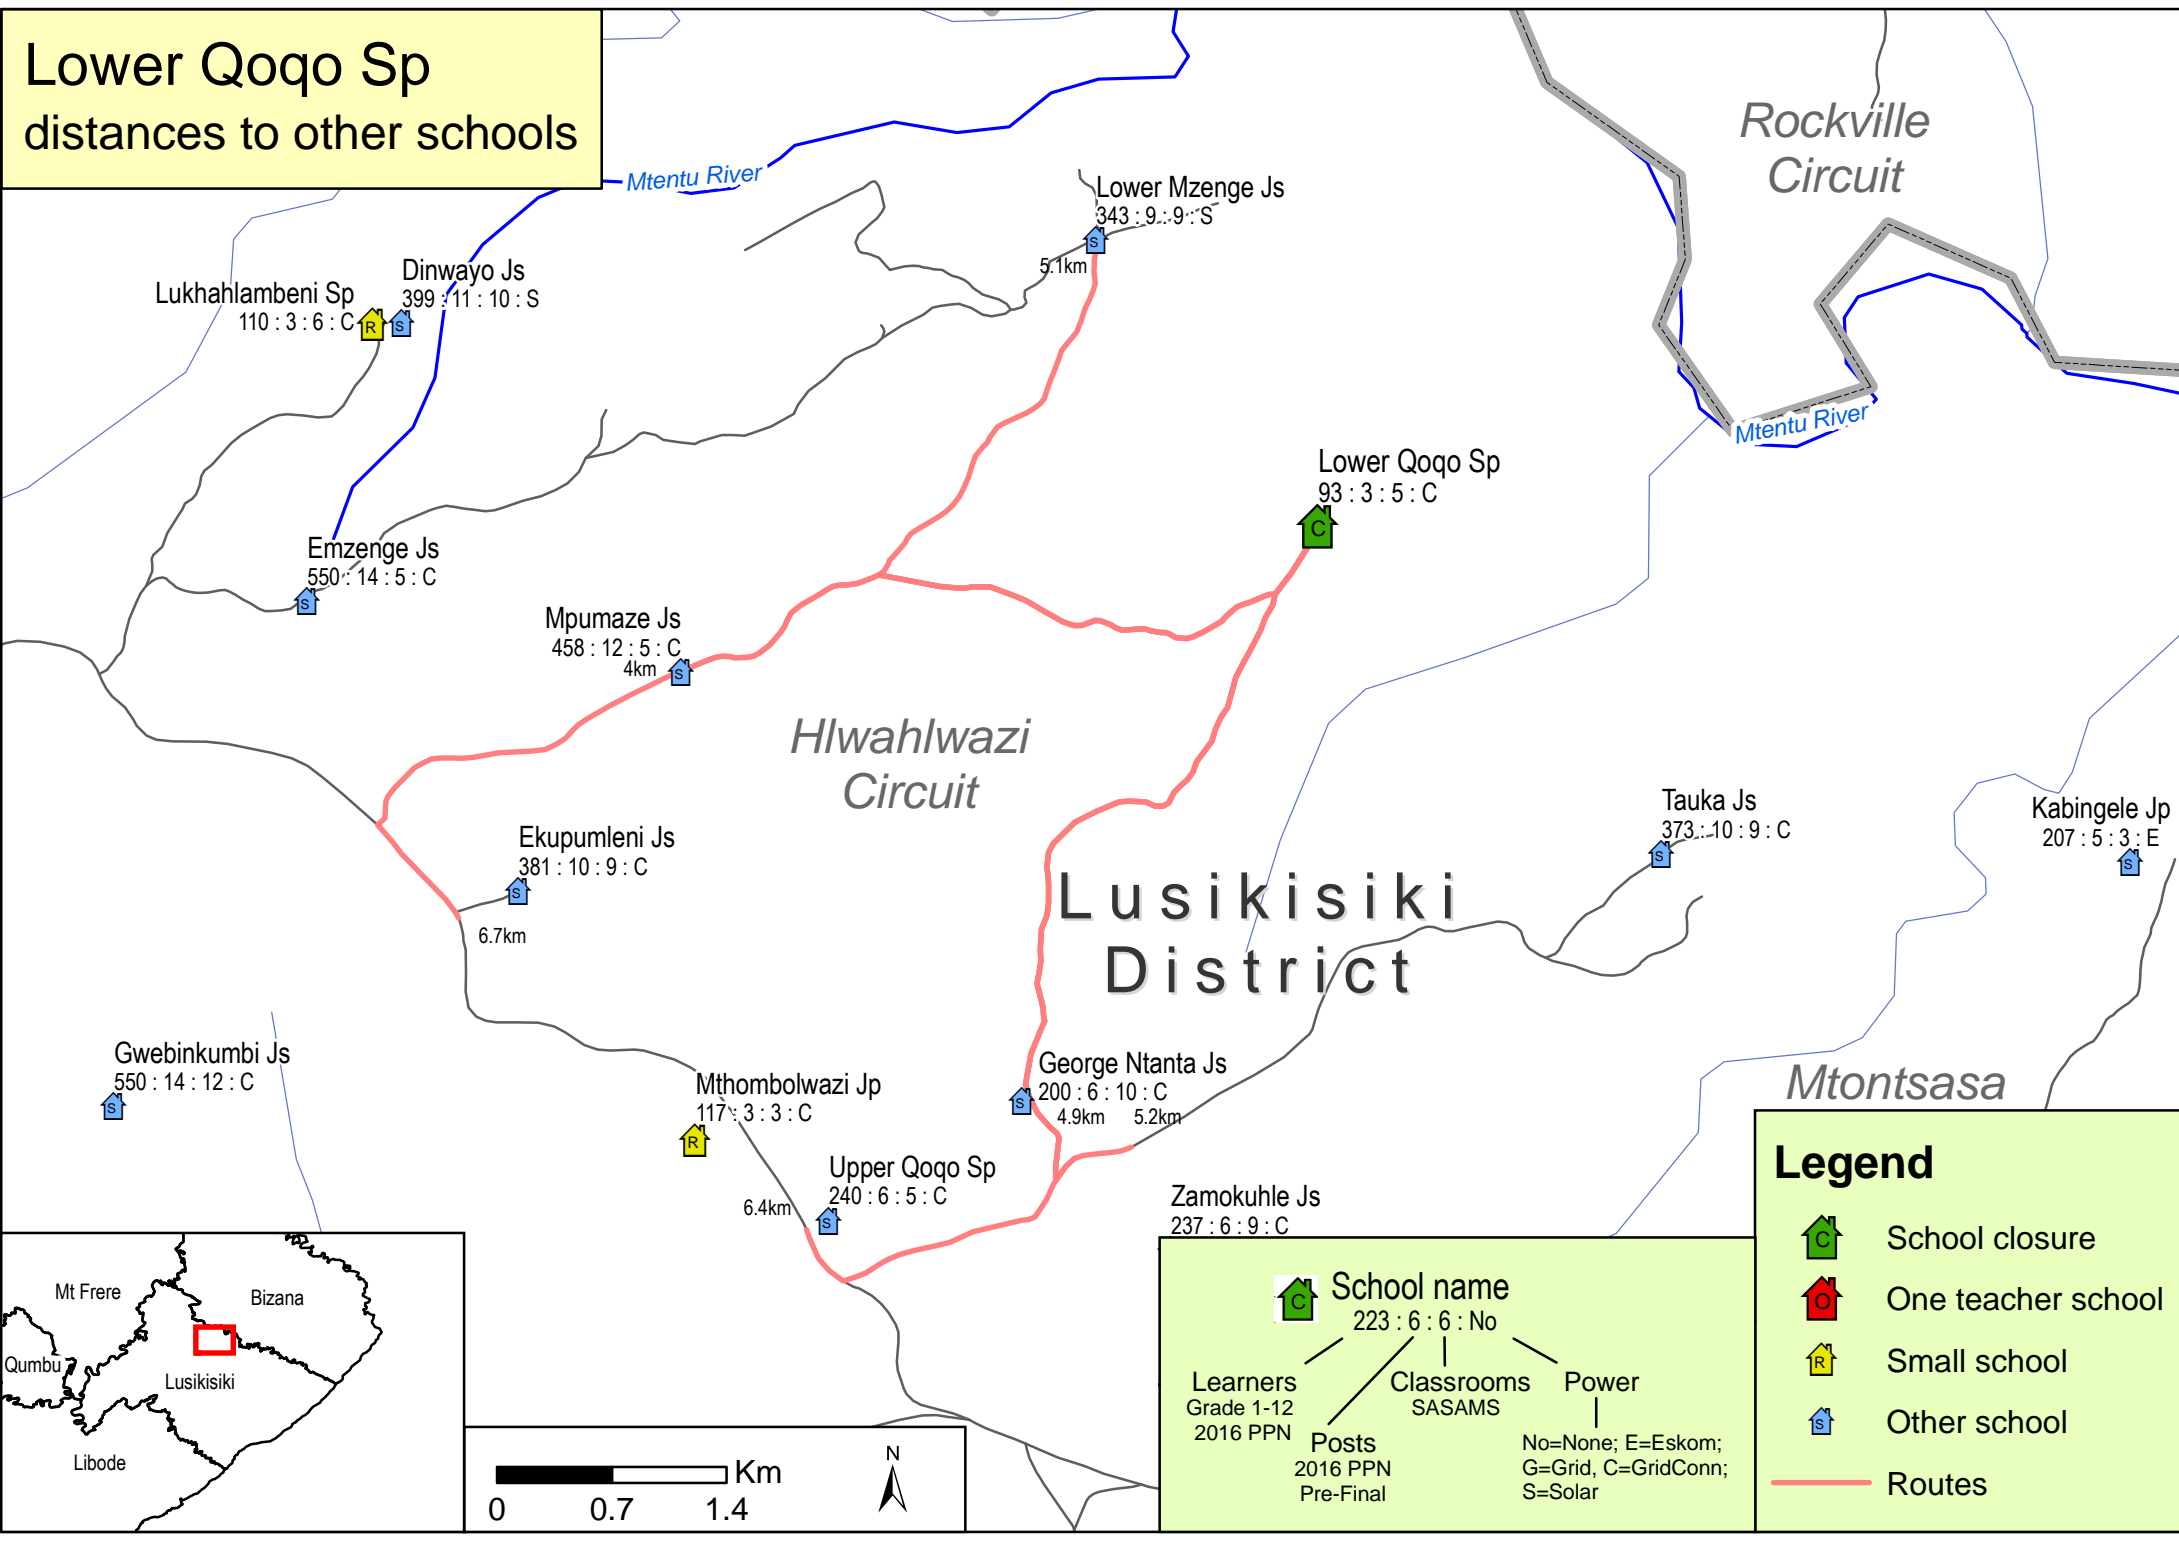 Lower Qoqo Sp
distances to other schools
Mtentu River
Rockville
Circuit
Lower Mzenge Js
343 : 9 : 9 : S
5.1km
Dinwayo Js
399 : 11 : 10 : S
Lukhahlambeni Sp
110 : 3 : 6 : C
R
S
S
Mtentu River
Lower Qoqo Sp
93 : 3 : 5 : C
C
Emzenge Js
550 : 14 : 5 : C
S
Mpumaze Js
458 : 12 : 5 : C
4km
S
Hlwahlwazi
Circuit
Tauka Js
373 : 10 : 9 : C
S
Kabingele Jp
207 : 5 : 3 : E
S
Ekupumleni Js
381 : 10 : 9 : C
S
6.7km
Lusikisiki
District
Gwebinkumbi Js
550 : 14 : 12 : C
S
Mthombolwazi Jp
117 : 3 : 3 : C
R
George Ntanta Js
200 : 6 : 10 : C
S
4.9km
5.2km
Mtontsasa
Upper Qoqo Sp
240 : 6 : 5 : C
6.4km
S
Zamokuhle Js
237 : 6 : 9 : C
Mt Frere
Bizana
Qumbu
Lusikisiki
Libode
Km
0
0.7
1.4
N
C
School name
223 : 6 : 6 : No
Learners
Grade 1-12
2016 PPN
Posts
2016 PPN
Pre-Final
Classrooms
SASAMS
Power
No=None; E=Eskom;
G=Grid, C=GridConn;
S=Solar
Legend
C
School closure
O
One teacher school
R
Small school
S
Other school
Routes